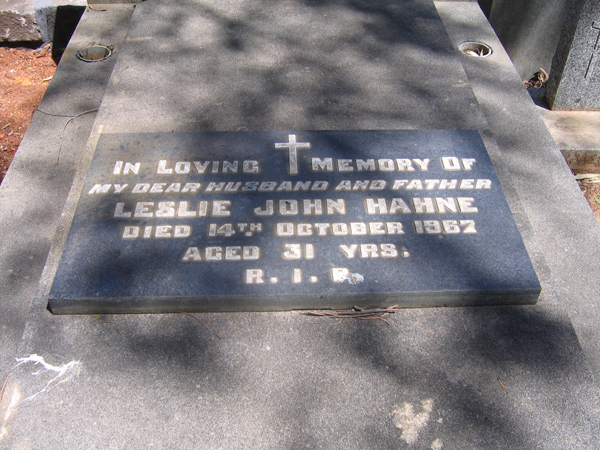 IN LOVING MEMORY OF
MY DEAR HUSBAND AND FATHER
LESLIE JOHN HAHNE
DIED 14TH OCTOBER 1967
AGED 31 YRS.
R. I. P.